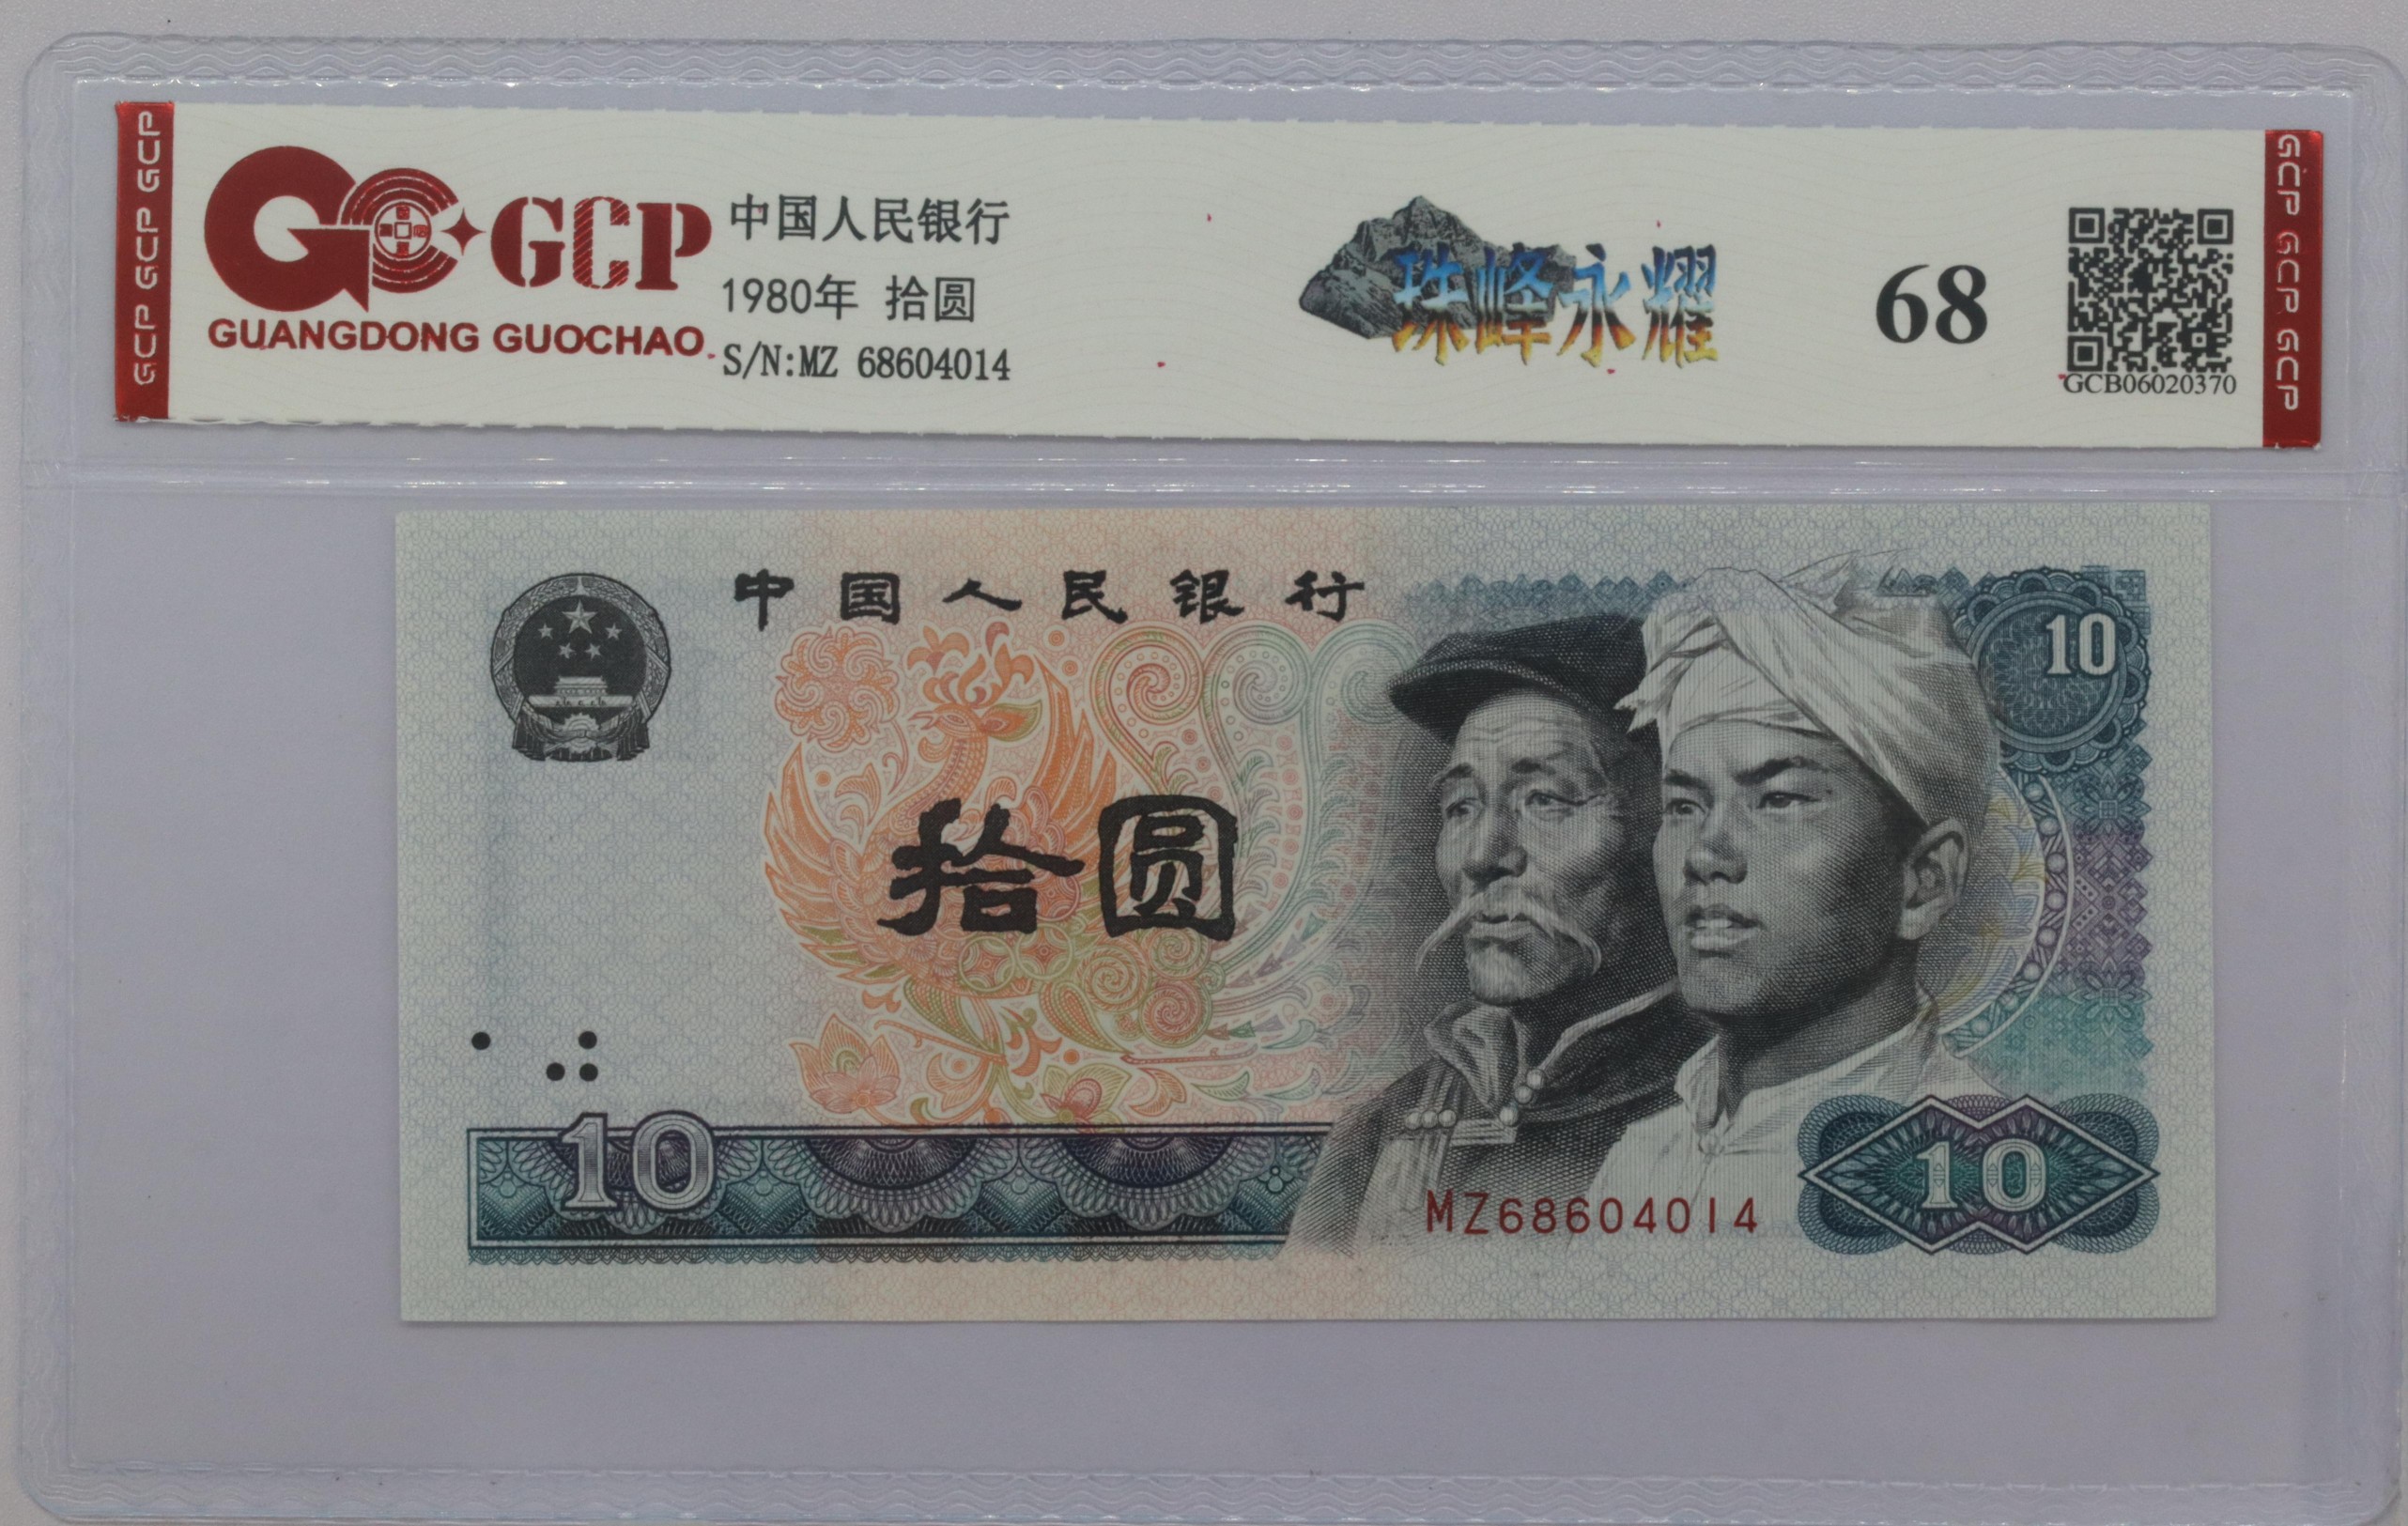 GCP GCP GCP GCP
GCP
GUANGDONG GUOCHAO
中国人民银行
1980年 拾圆
S/N:MZ 68604014
珠峰永耀
68
GCB06020370
GCP GCP GCP GCP
中国人民银行
10
拾圆
10
MZ68604014
10